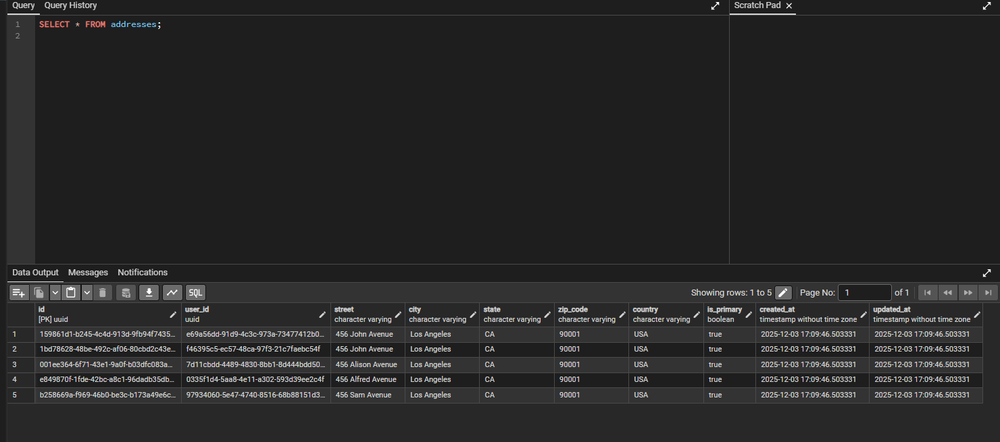 Query Query History Scratch Pad
1 SELECT * FROM addresses;
2
Data Output Messages Notifications
SQL Showing rows: 1 to 5 Page No: 1 of 1
id user_id street city state zip_code country is_primary created_at updated_at
[PK] uuid uuid character varying character varying character varying character varying character varying boolean timestamp without time zone timestamp without time zone
1 159861d1-b245-4c4d-913d-9fb94f7435... e69a56dd-91d9-4c3c-973a-73477412b0... 456 John Avenue Los Angeles CA 90001 USA true 2025-12-03 17:09:46.503331 2025-12-03 17:09:46.503331
2 1bd78628-48be-492c-af06-80cbd2c43e... f46395c5-ec57-48ca-97f3-21c7faebc54f 456 John Avenue Los Angeles CA 90001 USA true 2025-12-03 17:09:46.503331 2025-12-03 17:09:46.503331
3 001ee364-6f71-43e1-9a0f-b03dfc083a... 7d11cbdd-4489-4830-8bb1-8d444bdd50... 456 Alison Avenue Los Angeles CA 90001 USA true 2025-12-03 17:09:46.503331 2025-12-03 17:09:46.503331
4 e849870f-1fde-42bc-a8c1-96dadb35db... 0335f1d4-5aa8-4e11-a302-593d39ee2c4f 456 Alfred Avenue Los Angeles CA 90001 USA true 2025-12-03 17:09:46.503331 2025-12-03 17:09:46.503331
5 b258669a-f969-46b0-be3c-b173a49e6c... 97934060-5e47-4740-8516-68b88151d3... 456 Sam Avenue Los Angeles CA 90001 USA true 2025-12-03 17:09:46.503331 2025-12-03 17:09:46.503331